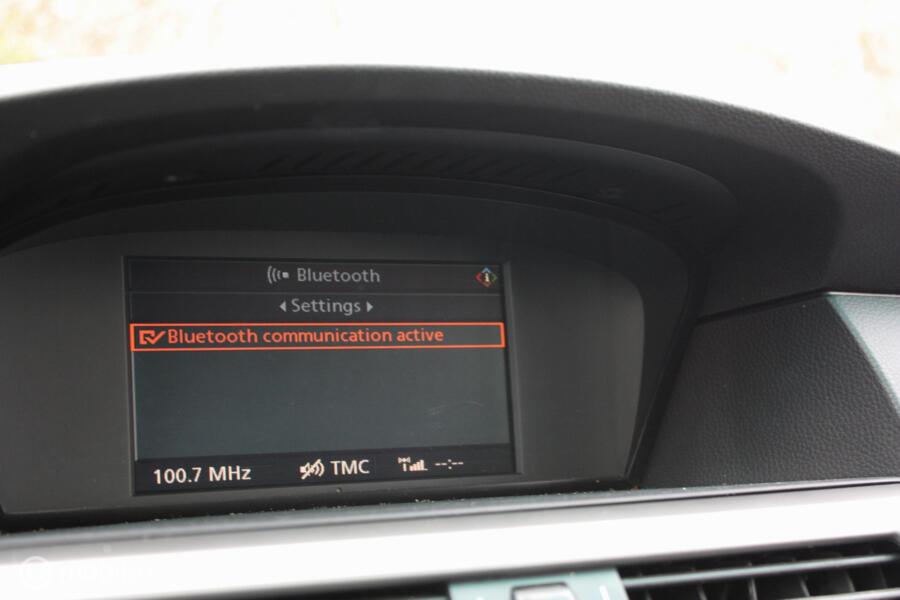 Bluetooth
Settings
Bluetooth communication active
100.7 MHz TMC --:--